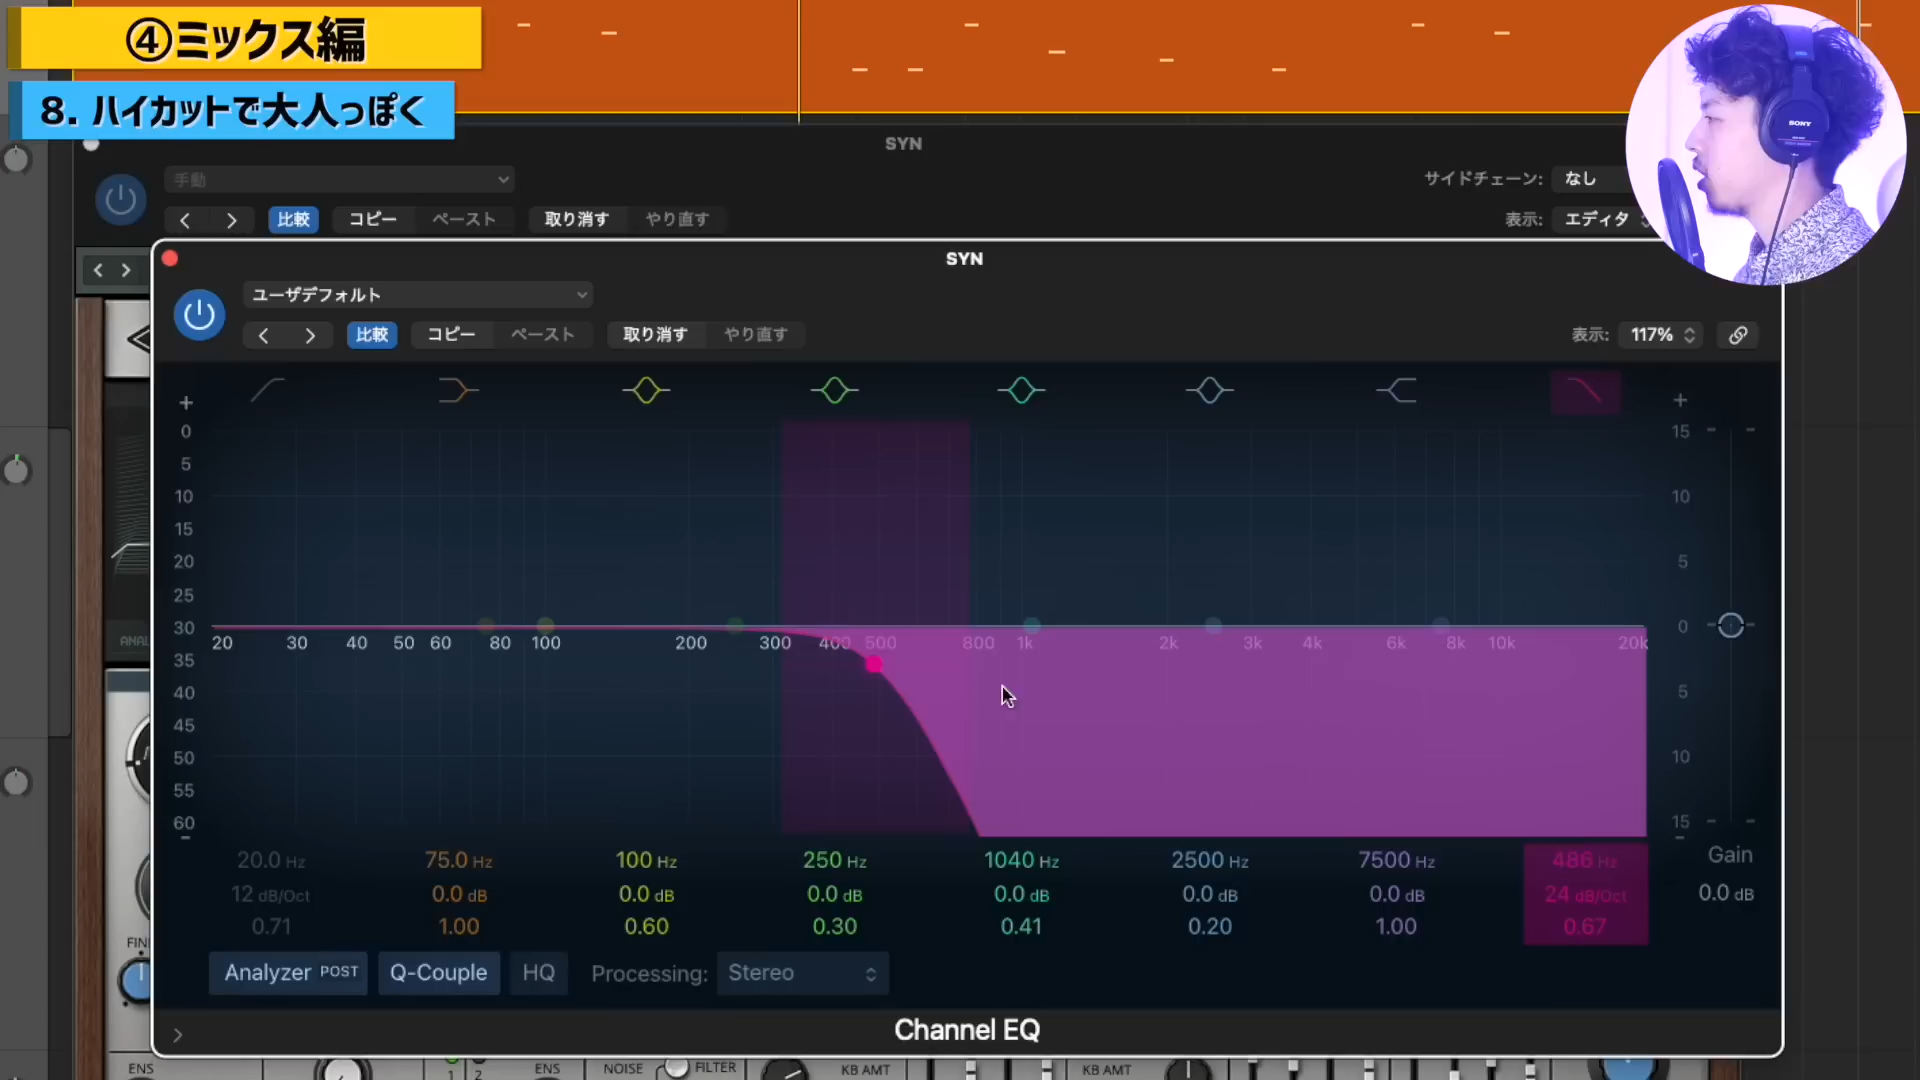 ④ミックス編
8. ハイカットで大人っぽく
SONY
SYN
手動
サイドチェーン: なし
比較 コピー ペースト 取り消す やり直す
表示: エディタ
SYN
ユーザデフォルト
比較 コピー ペースト 取り消す やり直す
表示: 117%
+ +
0 15
5
10 10
15
20 5
25
30 0
20 30 40 50 60 80 100 200 300 400 500 800 1k 2k 3k 4k 6k 8k 10k 20k
35
40 5
45
50 10
55
60 15
- -
20.0 Hz 75.0 Hz 100 Hz 250 Hz 1040 Hz 2500 Hz 7500 Hz 486 Hz Gain
12 dB/Oct 0.0 dB 0.0 dB 0.0 dB 0.0 dB 0.0 dB 0.0 dB 24 dB/Oct 0.0 dB
0.71 1.00 0.60 0.30 0.41 0.20 1.00 0.67
Analyzer POST Q-Couple HQ Processing: Stereo
Channel EQ
ENS 1 2 ENS NOISE FILTER KB AMT KB AMT